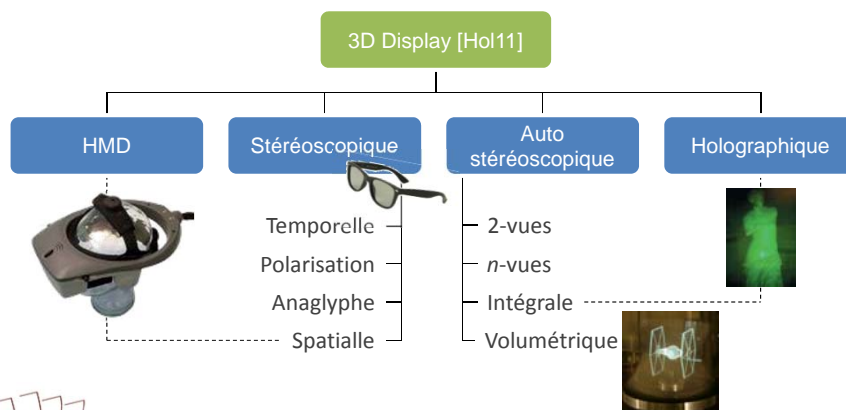 3D Display [Hol11]
HMD
Stéréoscopique
Auto
stéréoscopique
Holographique
Temporelle
Polarisation
Anaglyphe
Spatialle
2-vues
n-vues
Intégrale
Volumétrique